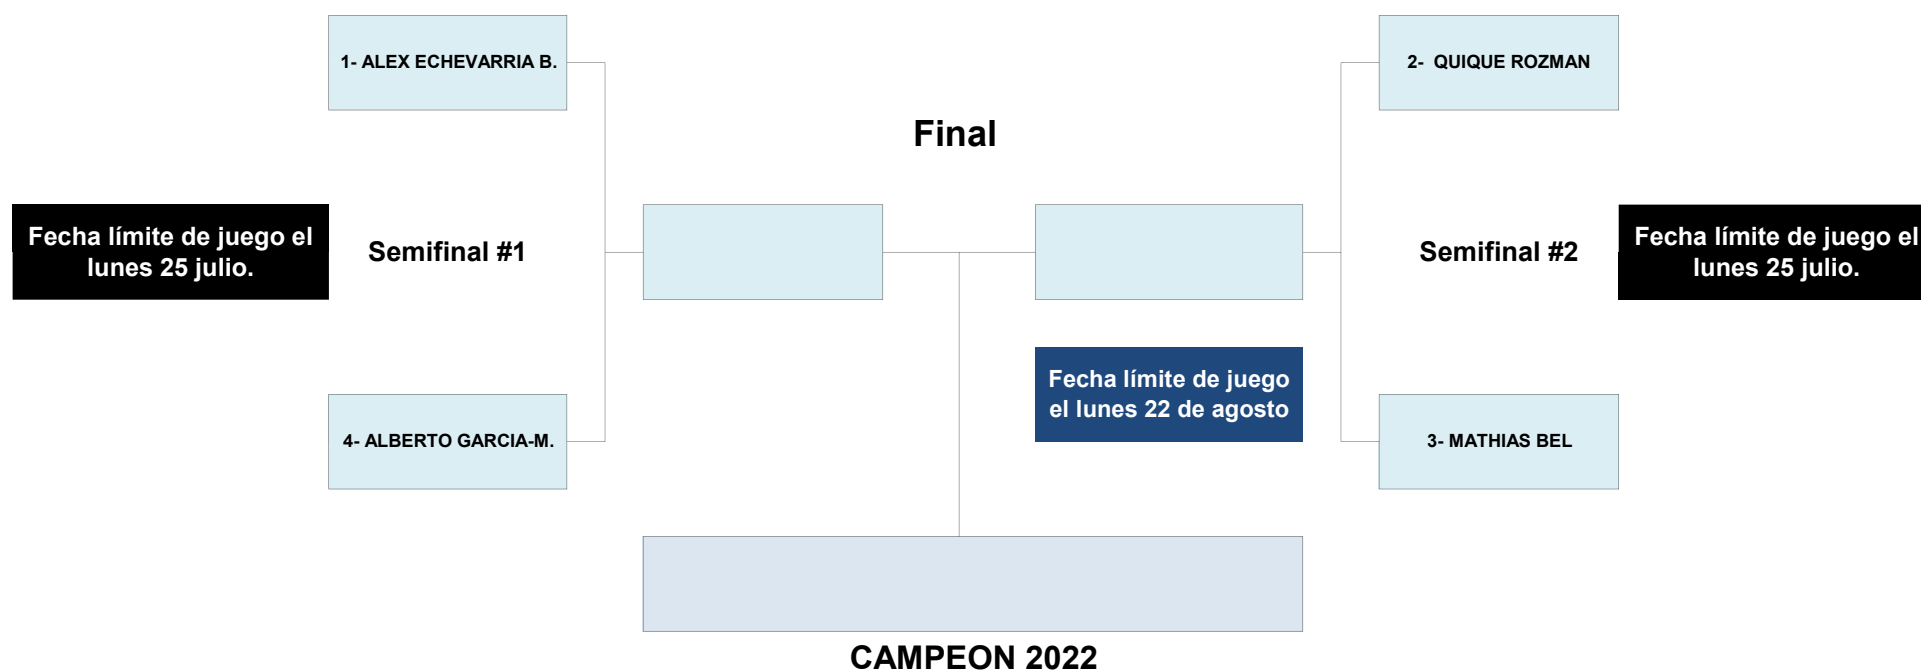 1- ALEX ECHEVARRIA B.
2- QUIQUE ROZMAN
Final
Fecha límite de juego el
lunes 25 julio.
Semifinal #1
Semifinal #2
Fecha límite de juego el
lunes 25 julio.
Fecha límite de juego
el lunes 22 de agosto
4- ALBERTO GARCIA-M.
3- MATHIAS BEL
CAMPEON 2022